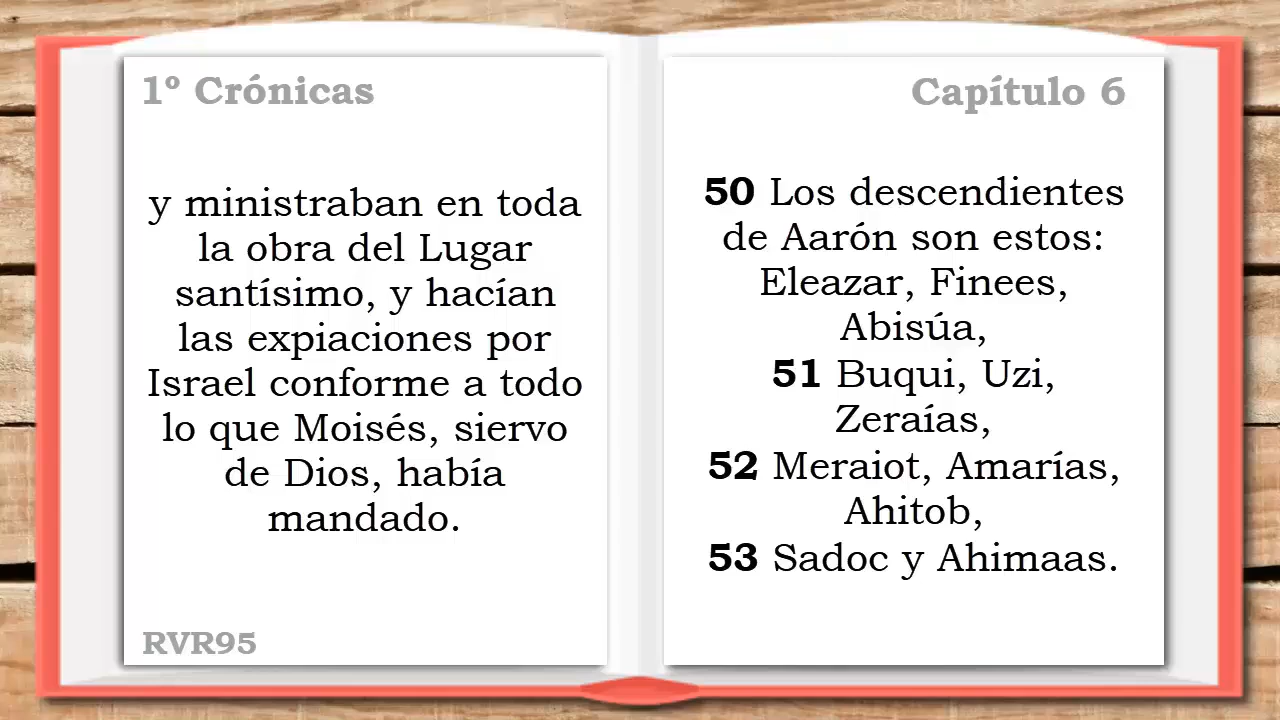 1º Crónicas
y ministraban en toda
la obra del Lugar
santísimo, y hacían
las expiaciones por
Israel conforme a todo
lo que Moisés, siervo
de Dios, había
mandado.
RVR95
Capítulo 6
50 Los descendientes
de Aarón son estos:
Eleazar, Finees,
Abisúa,
51 Buqui, Uzi,
Zeraías,
52 Meraiot, Amarías,
Ahitob,
53 Sadoc y Ahimaas.